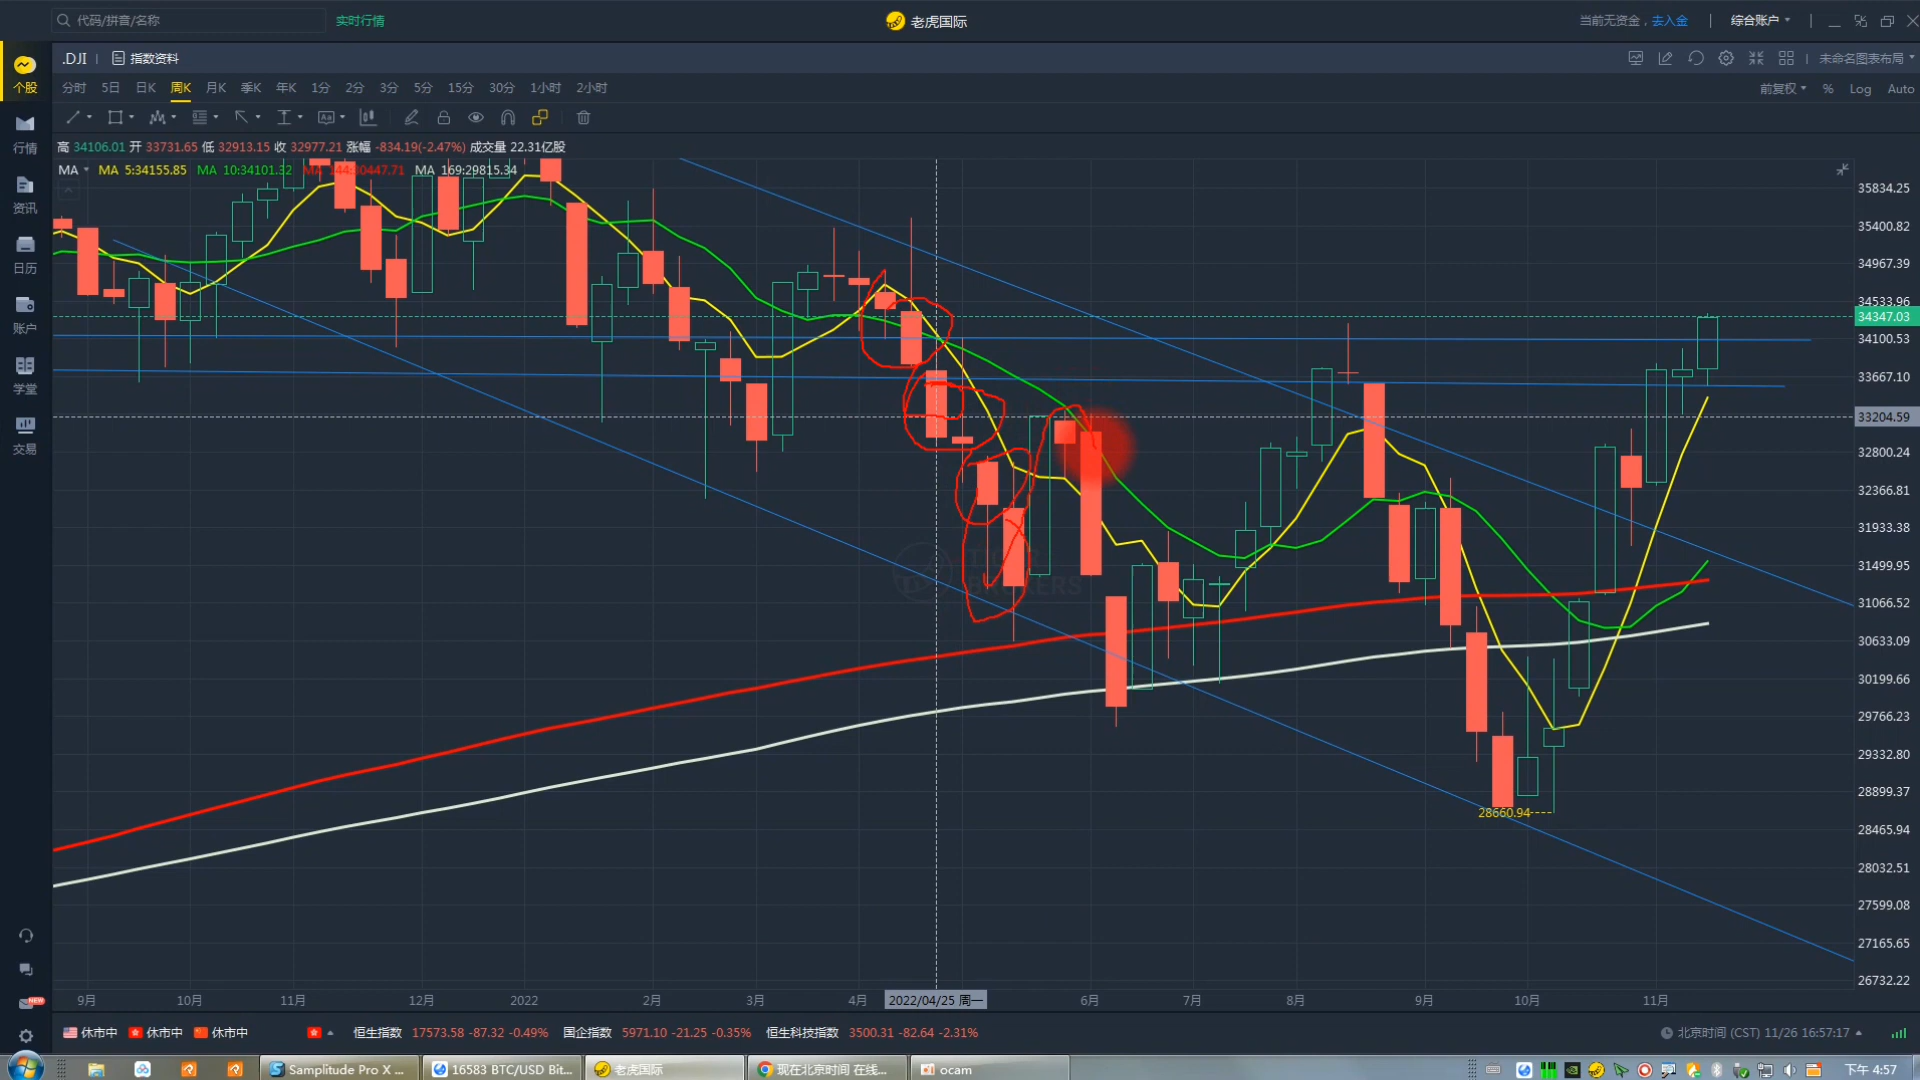 代码/拼音/名称
实时行情
老虎国际
当前无资金，去入金
综合账户
.DJI
指数资料
未命名图表布局
分时 5日 日K 周K 月K 季K 年K 1分 2分 3分 5分 15分 30分 1小时 2小时
前复权 % Log Auto
高 34106.01 开 33731.65 低 32913.15 收 32977.21 涨幅 -834.19(-2.47%) 成交量 22.31亿股
MA MA 5:34155.85 MA 10:34101.32 MA 144:30447.71 MA 169:29815.34
个股
行情
资讯
日历
账户
学堂
交易
NEW
35834.25
35400.82
34967.39
34533.96
34347.03
34100.53
33667.10
33204.59
32800.24
32366.81
31933.38
31499.95
31066.52
30633.09
30199.66
29766.23
29332.80
28899.37
28465.94
28032.51
27599.08
27165.65
26732.22
28660.94
9月 10月 11月 12月 2022 2月 3月 4月 2022/04/25 周一 6月 7月 8月 9月 10月 11月
休市中 休市中 休市中
恒生指数 17573.58 -87.32 -0.49% 国企指数 5971.10 -21.25 -0.35% 恒生科技指数 3500.31 -82.64 -2.31%
北京时间 (CST) 11/26 16:57:17
Samplitude Pro X ...
16583 BTC/USD Bit...
老虎国际
现在北京时间 在线...
ocam
下午 4:57